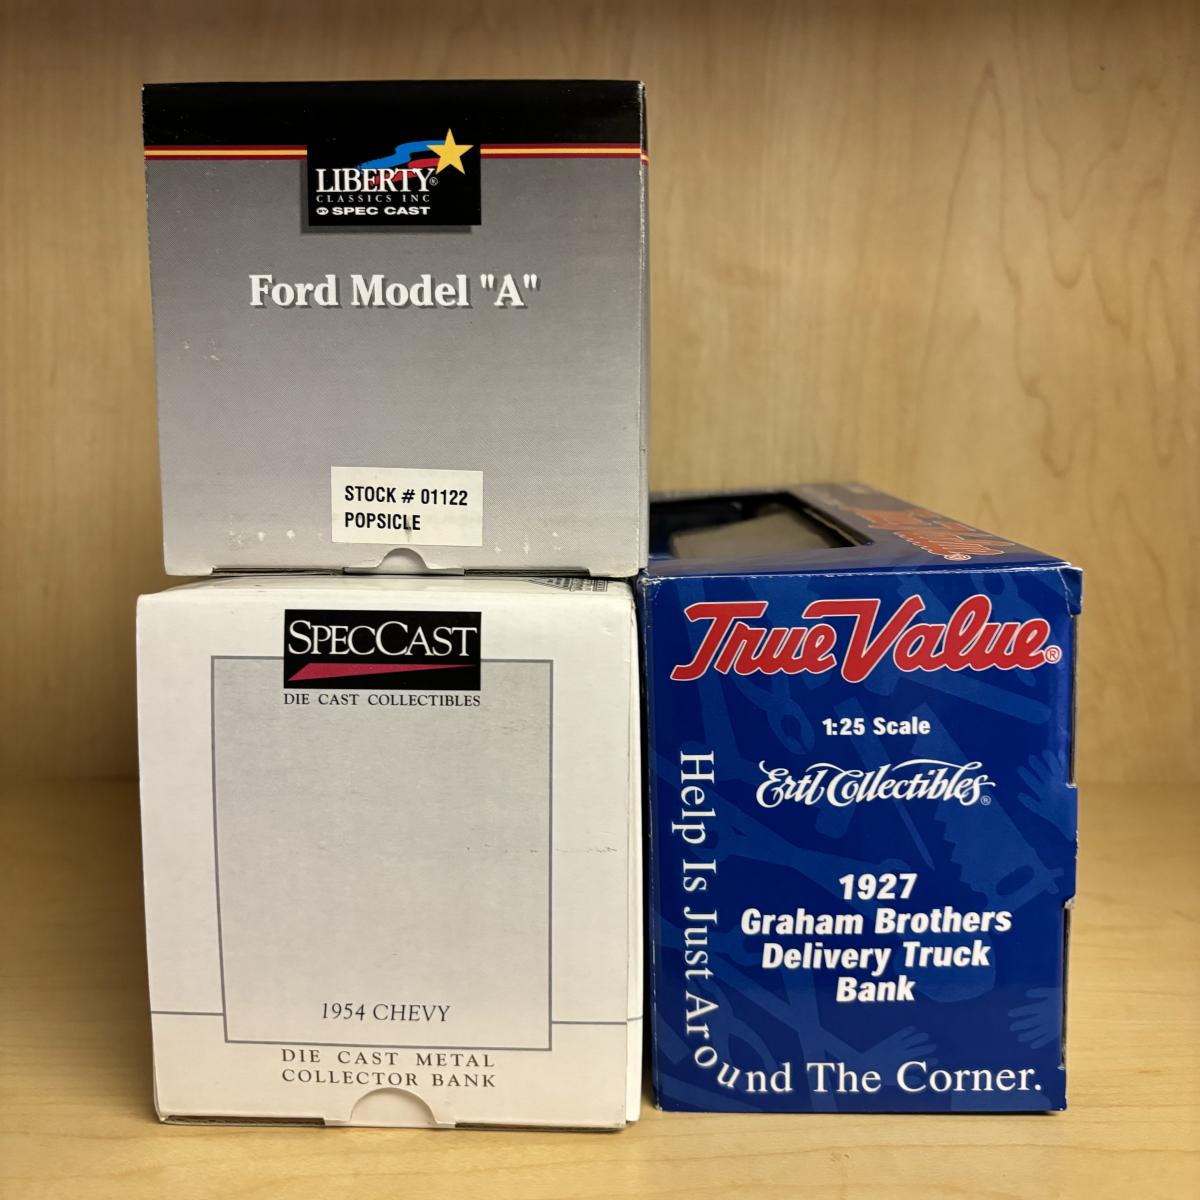 LIBERTY®
CLASSICS INC
BY SPEC CAST
Ford Model "A"
STOCK # 01122
POPSICLE
SPECCAST
DIE CAST COLLECTIBLES
1954 CHEVY
DIE CAST METAL
COLLECTOR BANK
True Value®
1:25 Scale
Ertl Collectibles®
1927
Graham Brothers
Delivery Truck
Bank
Help Is Just Around The Corner.